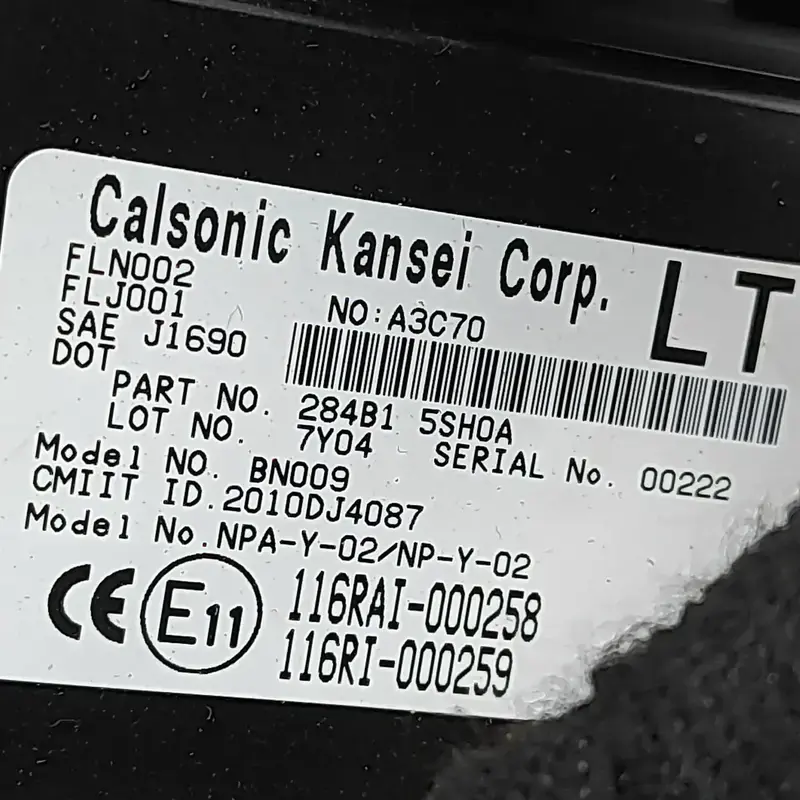 Calsonic Kansei Corp. LT
FLN002
FLJ001 NO:A3C70
SAE J1690
DOT
PART NO. 284B1 5SH0A
LOT NO. 7Y04 SERIAL No. 00222
Model NO. BN009
CMIIT ID.2010DJ4087
Model No.NPA-Y-02/NP-Y-02
CE E11 116RAI-000258
116RI-000259